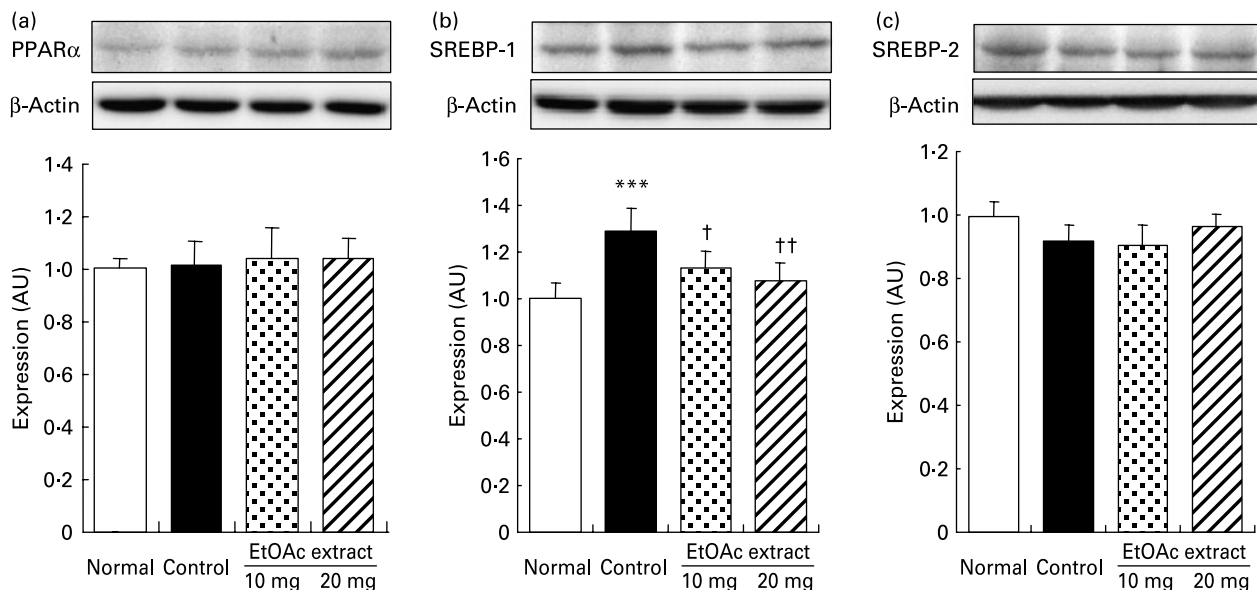 (a)
PPARα
β-Actin
1·4
1·2
1·0
0·8
0·6
0·4
0·2
0
Expression (AU)
Normal Control
EtOAc extract
10 mg 20 mg
(b)
SREBP-1
β-Actin
1·6
1·4
1·2
1·0
0·8
0·6
0·4
0·2
0
Expression (AU)
***
†
††
Normal Control
EtOAc extract
10 mg 20 mg
(c)
SREBP-2
β-Actin
1·2
1·0
0·8
0·6
0·4
0·2
0
Expression (AU)
Normal Control
EtOAc extract
10 mg 20 mg